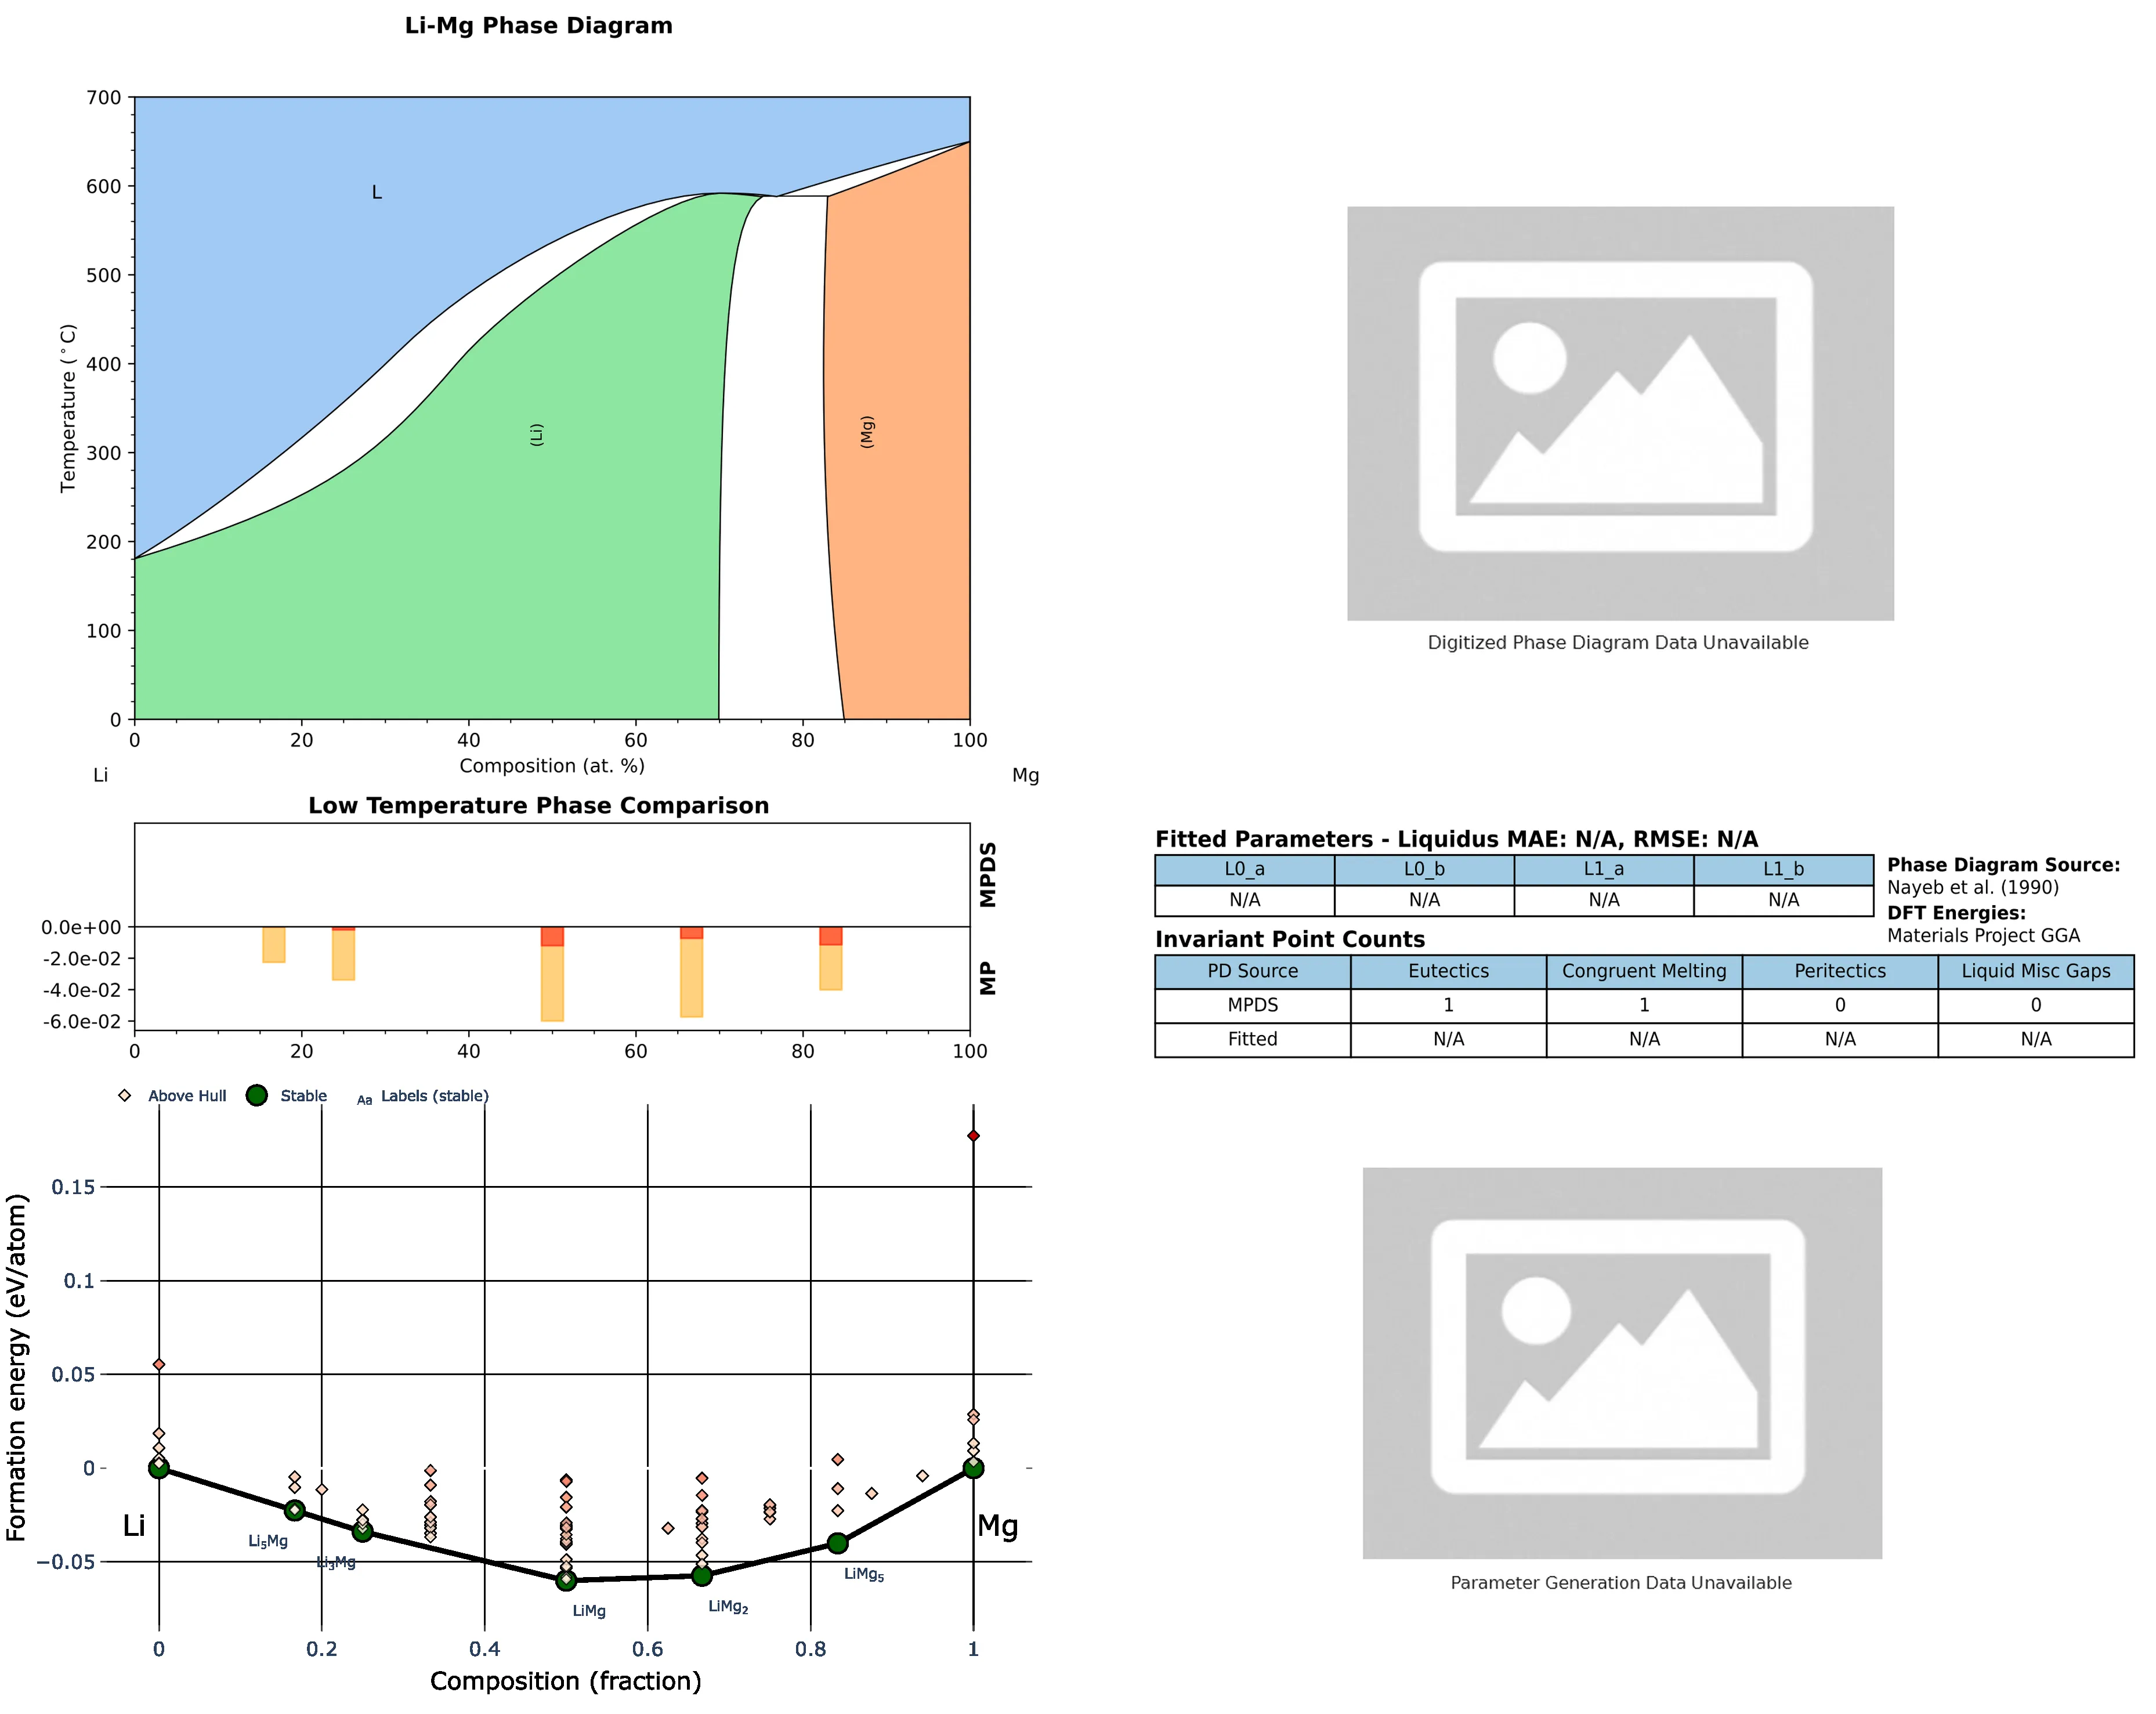 Li-Mg Phase Diagram
700
600
500
400
300
200
100
0
Temperature (°C)
L
(Li)
(Mg)
0 20 40 60 80 100
Composition (at. %)
Li Mg
Digitized Phase Diagram Data Unavailable
Low Temperature Phase Comparison
MPDS
MP
0.0e+00
-2.0e-02
-4.0e-02
-6.0e-02
0 20 40 60 80 100
Fitted Parameters - Liquidus MAE: N/A, RMSE: N/A
L0_a L0_b L1_a L1_b
N/A N/A N/A N/A
Phase Diagram Source:
Nayeb et al. (1990)
DFT Energies:
Materials Project GGA
Invariant Point Counts
PD Source Eutectics Congruent Melting Peritectics Liquid Misc Gaps
MPDS 1 1 0 0
Fitted N/A N/A N/A N/A
Above Hull Stable Aa Labels (stable)
0.15
0.1
0.05
0
−0.05
Formation energy (eV/atom)
Li
Mg
Li₅Mg
Li₃Mg
LiMg
LiMg₂
LiMg₅
0 0.2 0.4 0.6 0.8 1
Composition (fraction)
Parameter Generation Data Unavailable